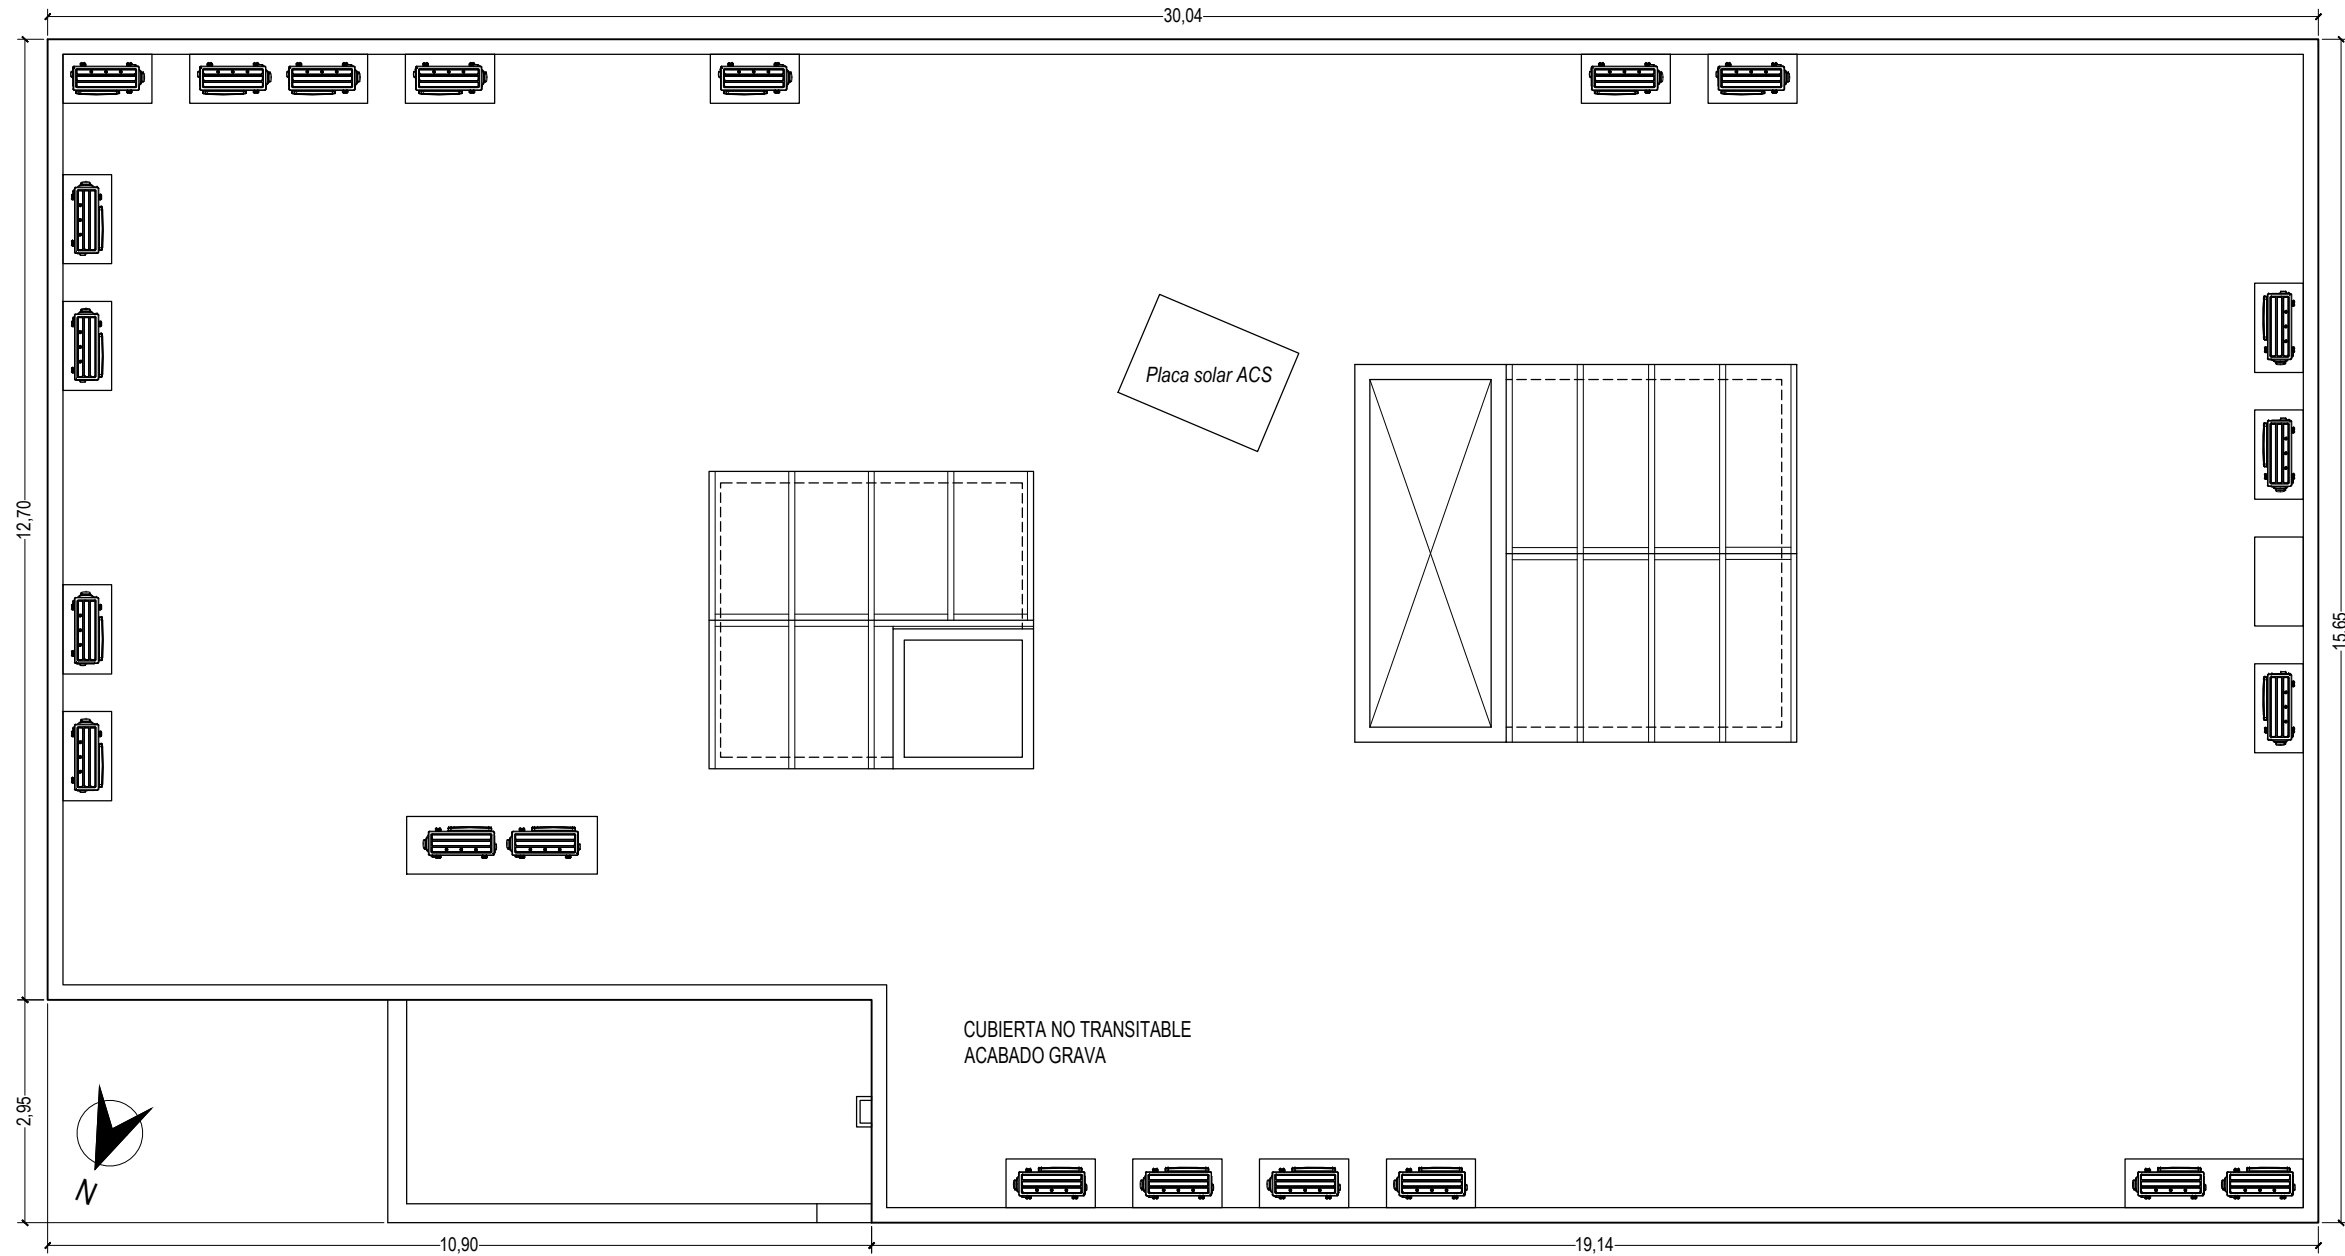 30,04
Placa solar ACS
12,70
15,65
CUBIERTA NO TRANSITABLE
ACABADO GRAVA
2,95
N
10,90
19,14